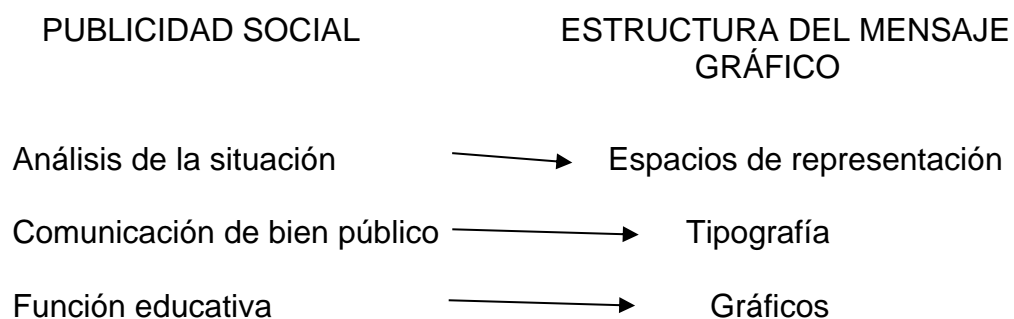 PUBLICIDAD SOCIAL ESTRUCTURA DEL MENSAJE
GRÁFICO
Análisis de la situación Espacios de representación
Comunicación de bien público Tipografía
Función educativa Gráficos